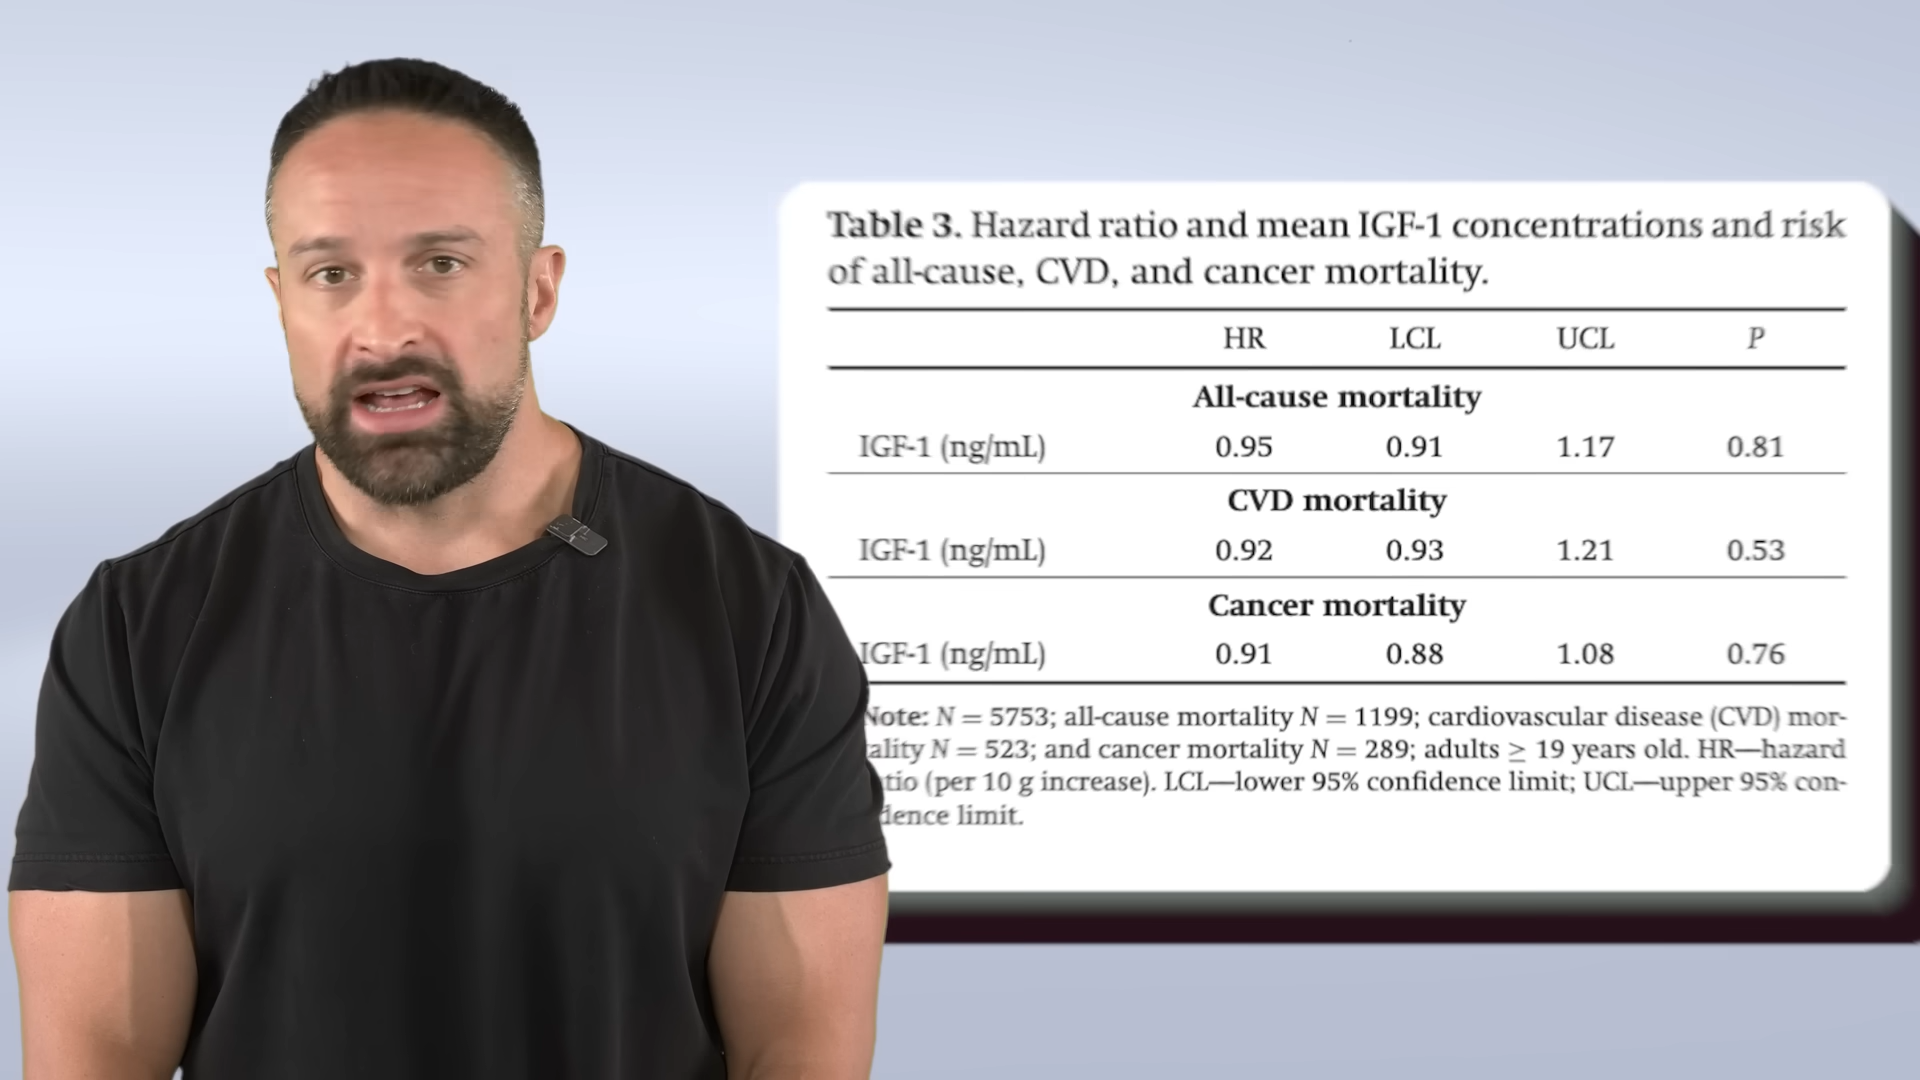 Table 3. Hazard ratio and mean IGF-1 concentrations and risk
of all-cause, CVD, and cancer mortality.
HR LCL UCL P
All-cause mortality
IGF-1 (ng/mL) 0.95 0.91 1.17 0.81
CVD mortality
IGF-1 (ng/mL) 0.92 0.93 1.21 0.53
Cancer mortality
IGF-1 (ng/mL) 0.91 0.88 1.08 0.76
Note: N = 5753; all-cause mortality N = 1199; cardiovascular disease (CVD) mor-
ality N = 523; and cancer mortality N = 289; adults ≥ 19 years old. HR—hazard
tio (per 10 g increase). LCL—lower 95% confidence limit; UCL—upper 95% con-
dence limit.